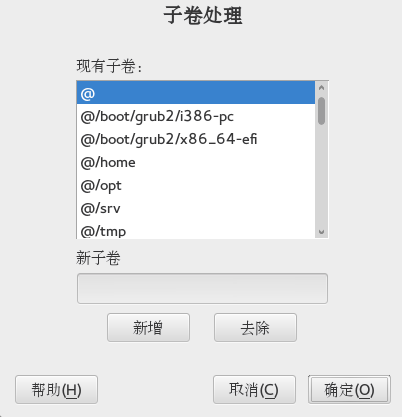 子卷处理
现有子卷：
@
@/boot/grub2/i386-pc
@/boot/grub2/x86_64-efi
@/home
@/opt
@/srv
@/tmp
新子卷
新增 去除
帮助(H) 取消(C) 确定(O)